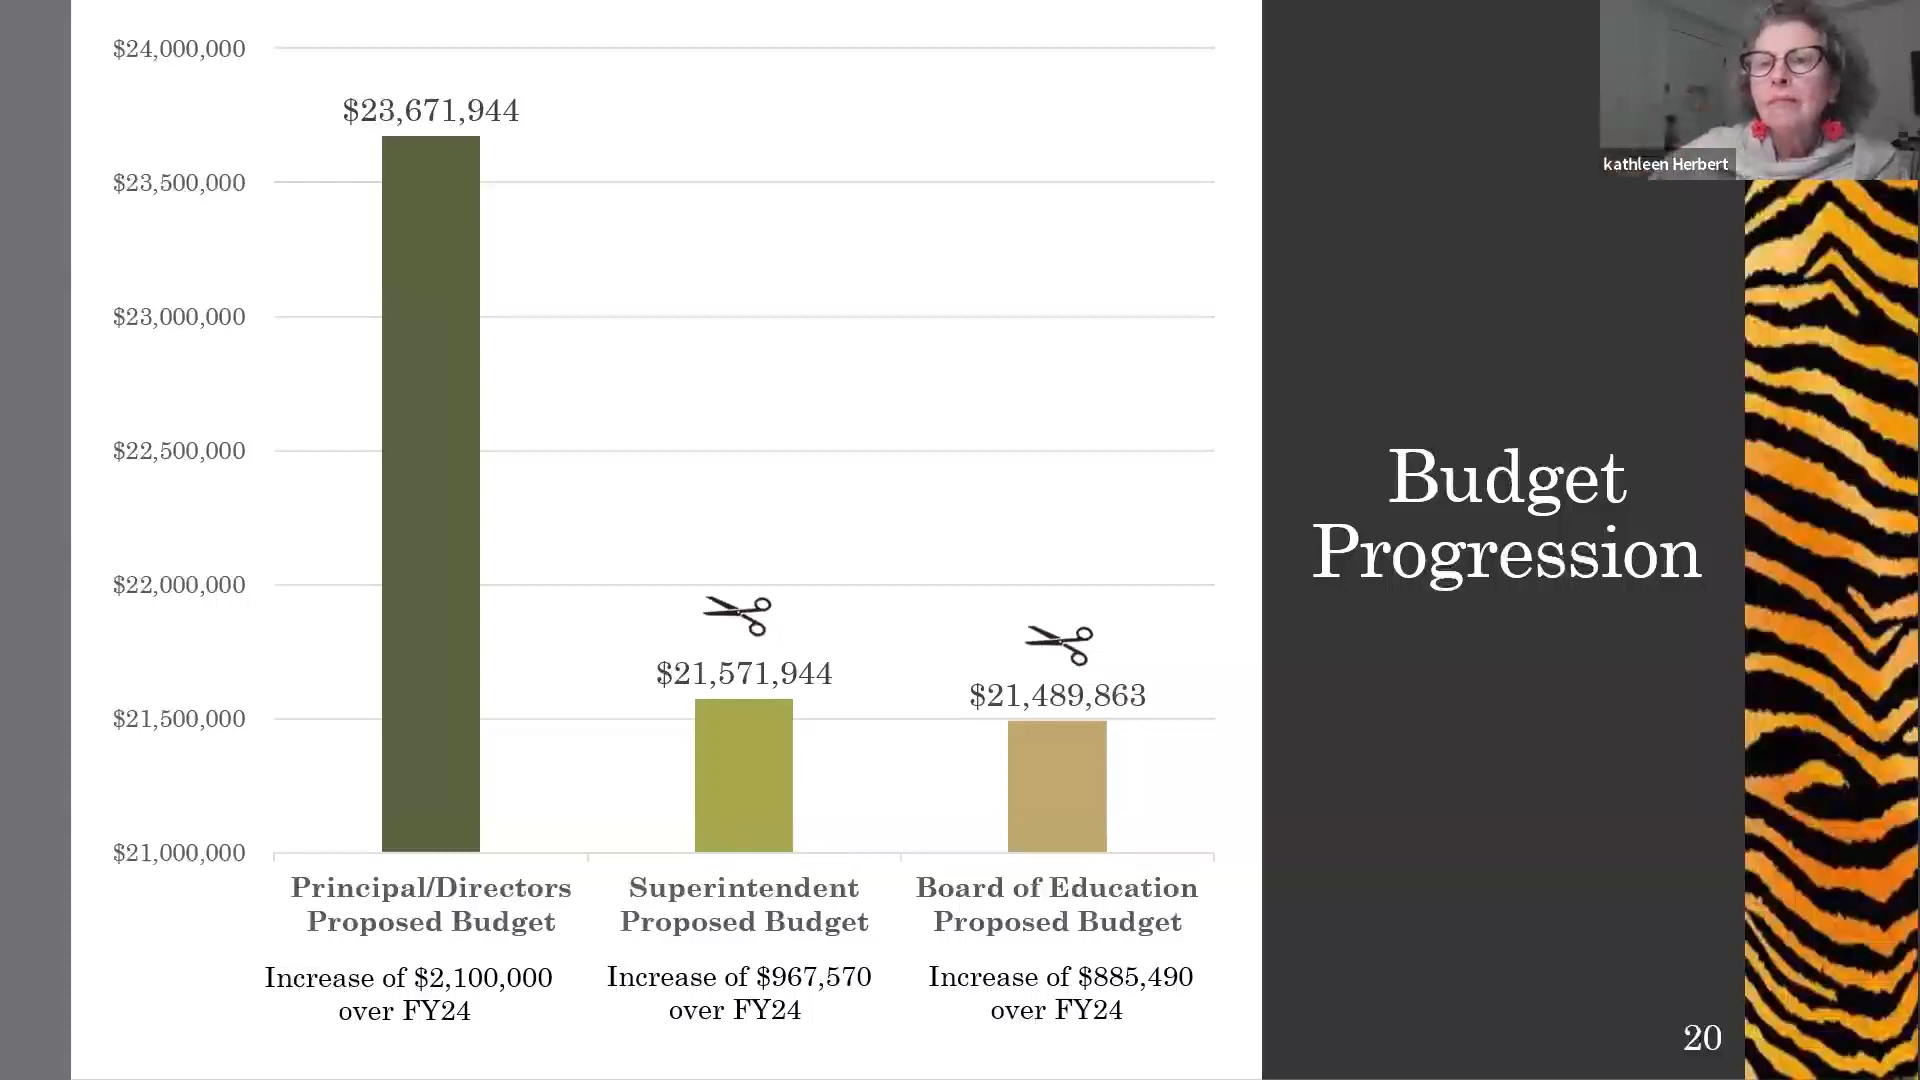 $24,000,000
$23,500,000
$23,000,000
$22,500,000
$22,000,000
$21,500,000
$21,000,000
$23,671,944
$21,571,944
$21,489,863
Principal/Directors
Proposed Budget
Superintendent
Proposed Budget
Board of Education
Proposed Budget
Increase of $2,100,000
over FY24
Increase of $967,570
over FY24
Increase of $885,490
over FY24
kathleen Herbert
Budget
Progression
20